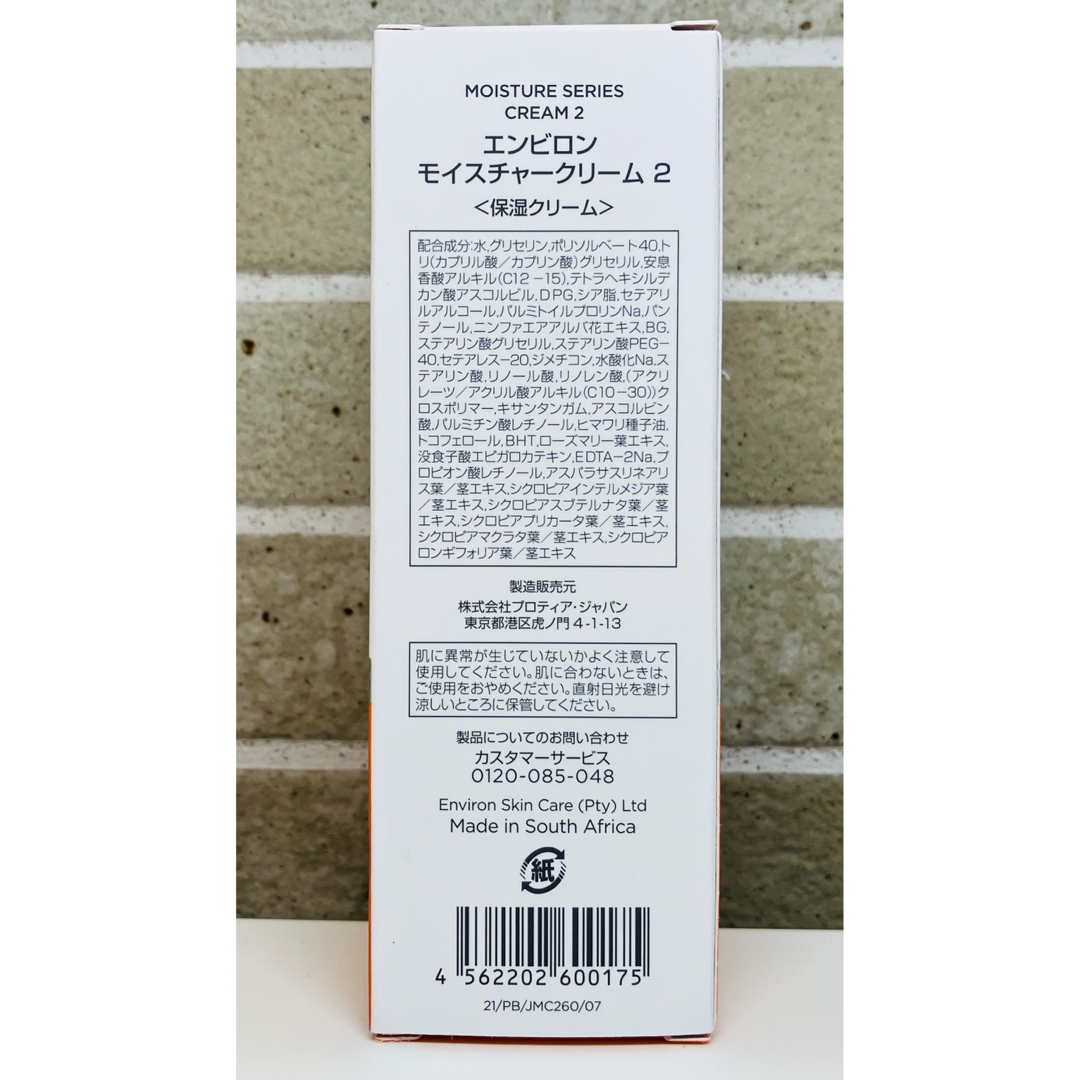 MOISTURE SERIES
CREAM 2
エンビロン
モイスチャークリーム 2
＜保湿クリーム＞
配合成分:水,グリセリン,ポリソルベート40,ト
リ(カプリル酸／カプリン酸)グリセリル,安息
香酸アルキル(C12－15),テトラヘキシルデ
カン酸アスコルビル,DPG,シア脂,セテアリ
ルアルコール,パルミトイルプロリンNa,パン
テノール,ニンファエアアルバ花エキス,BG,
ステアリン酸グリセリル,ステアリン酸PEG－
40,セテアレス－20,ジメチコン,水酸化Na,ス
テアリン酸,リノール酸,リノレン酸,(アクリ
レーツ／アクリル酸アルキル(C10－30))ク
ロスポリマー,キサンタンガム,アスコルビン
酸,パルミチン酸レチノール,ヒマワリ種子油,
トコフェロール,BHT,ローズマリー葉エキス,
没食子酸エピガロカテキン,EDTA－2Na,プ
ロピオン酸レチノール,アスパラサスリネアリ
ス葉／茎エキス,シクロピアインテルメジア葉
／茎エキス,シクロピアスブテルナタ葉／茎
エキス,シクロピアプリカータ葉／茎エキス,
シクロピアマクラタ葉／茎エキス,シクロピア
ロンギフォリア葉／茎エキス
製造販売元
株式会社プロティア・ジャパン
東京都港区虎ノ門 4-1-13
肌に異常が生じていないかよく注意して
使用してください。肌に合わないときは、
ご使用をおやめください。直射日光を避け
涼しいところに保管してください。
製品についてのお問い合わせ
カスタマーサービス
0120-085-048
Environ Skin Care (Pty) Ltd
Made in South Africa
紙
4 562202 600175
21/PB/JMC260/07